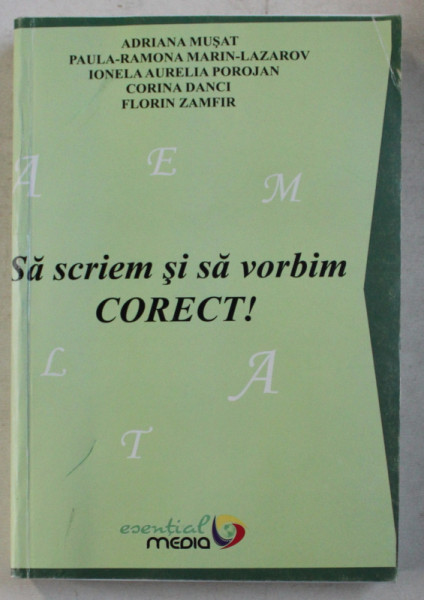 ADRIANA MUŞAT
PAULA-RAMONA MARIN-LAZAROV
IONELA AURELIA POROJAN
CORINA DANCI
FLORIN ZAMFIR
A E M
Să scriem şi să vorbim
CORECT!
L A
T
esenţial
MEDIA